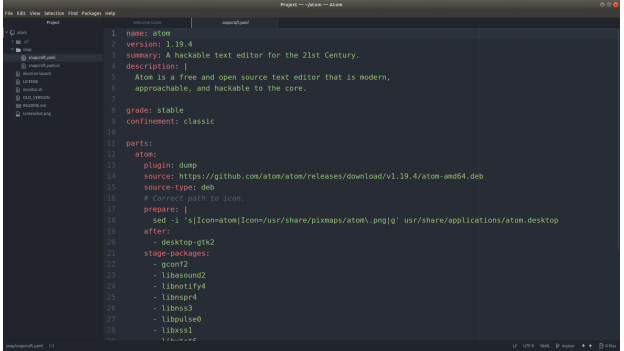 Project — ~/atom — Atom
File Edit View Selection Find Packages Help
Project
Welcome Guide
snapcraft.yaml
atom
.git
snap
snapcraft.yaml
snapcraft.yaml.in
electron-launch
LICENSE
monitor.sh
OLD_VERSION
README.md
screenshot.png
1 name: atom
2 version: 1.19.4
3 summary: A hackable text editor for the 21st Century.
4 description: |
5 Atom is a free and open source text editor that is modern,
6 approachable, and hackable to the core.
7
8 grade: stable
9 confinement: classic
10
11 parts:
12 atom:
13 plugin: dump
14 source: https://github.com/atom/atom/releases/download/v1.19.4/atom-amd64.deb
15 source-type: deb
16 # Correct path to icon.
17 prepare: |
18 sed -i 's|Icon=atom|Icon=/usr/share/pixmaps/atom\.png|g' usr/share/applications/atom.desktop
19 after:
20 - desktop-gtk2
21 stage-packages:
22 - gconf2
23 - libasound2
24 - libnotify4
25 - libnspr4
26 - libnss3
27 - libpulse0
28 - libxss1
29 - libxtst6
snap/snapcraft.yaml 1:1
LF UTF-8 YAML master 0 files